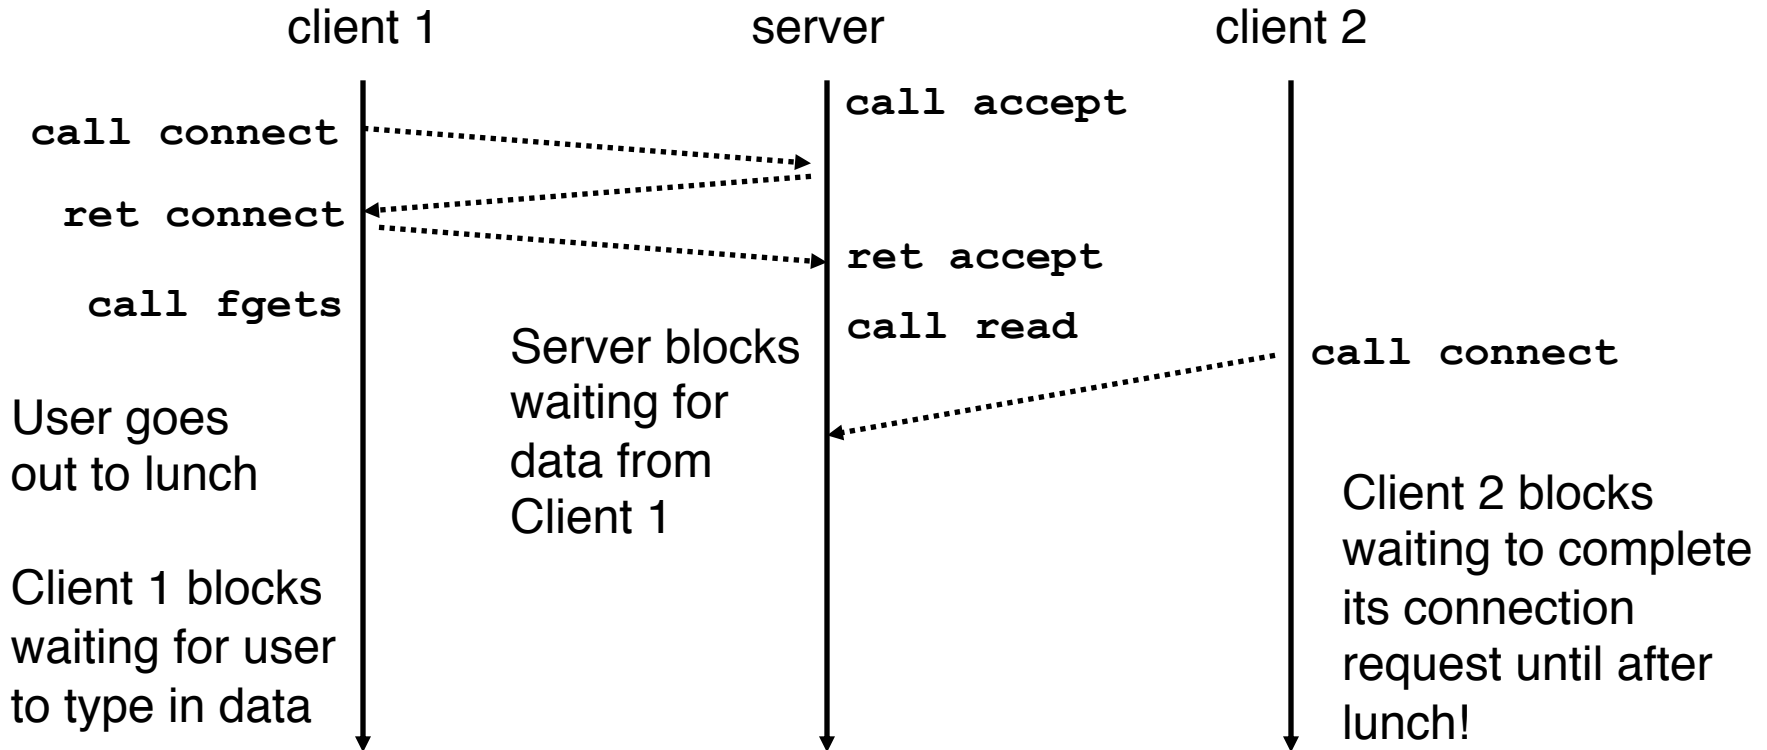 client 1
server
client 2
call accept
call connect
ret connect
ret accept
call fgets
call read
call connect
Server blocks
waiting for
data from
Client 1
User goes
out to lunch
Client 1 blocks
waiting for user
to type in data
Client 2 blocks
waiting to complete
its connection
request until after
lunch!